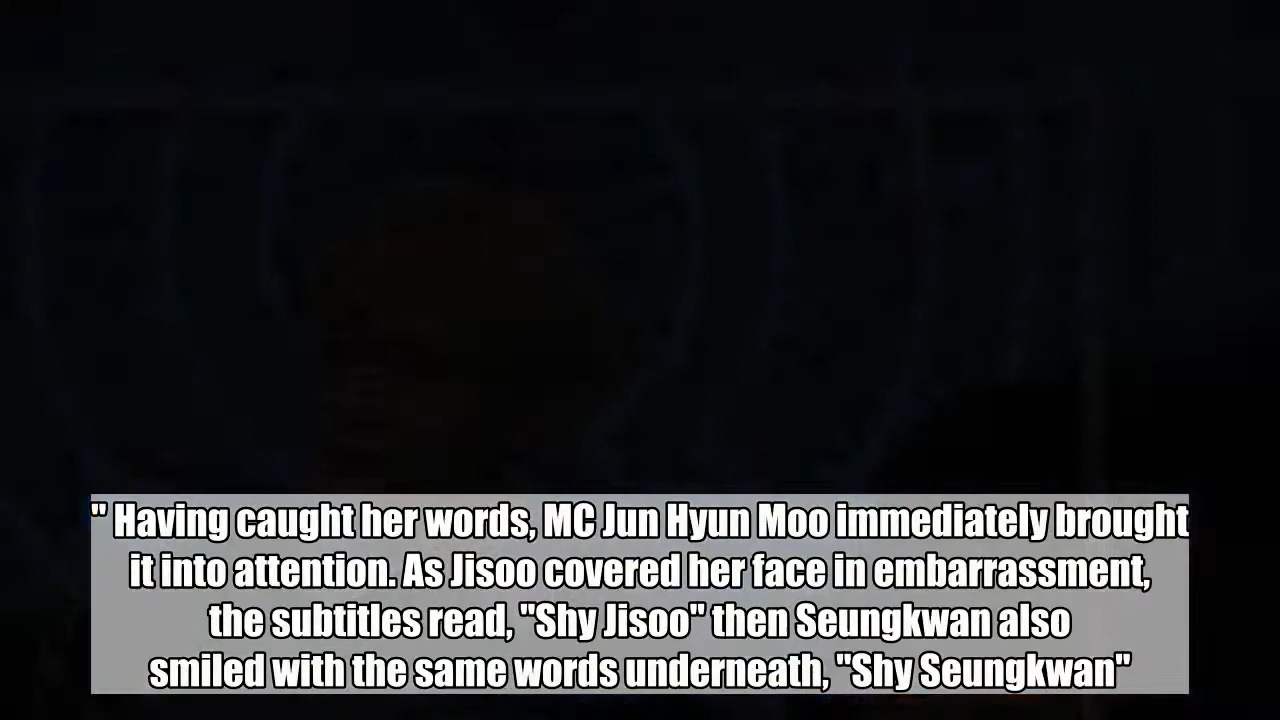 " Having caught her words, MC Jun Hyun Moo immediately brought
it into attention. As Jisoo covered her face in embarrassment,
the subtitles read, "Shy Jisoo" then Seungkwan also
smiled with the same words underneath, "Shy Seungkwan"